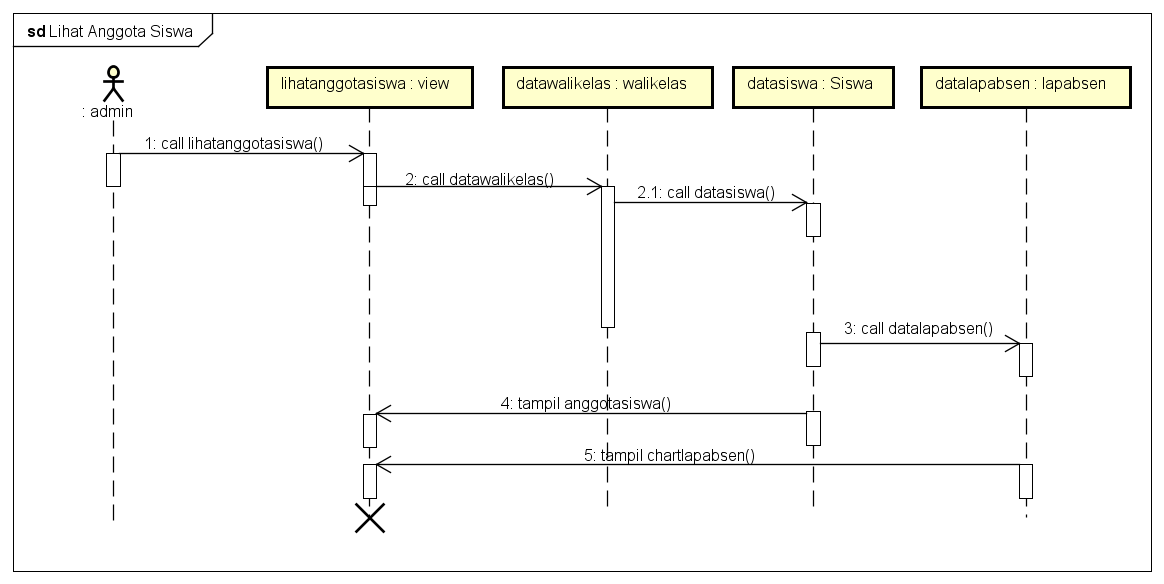 sd Lihat Anggota Siswa
: admin
lihatanggotasiswa : view
datawalikelas : walikelas
datasiswa : Siswa
datalapabsen : lapabsen
1: call lihatanggotasiswa()
2: call datawalikelas()
2.1: call datasiswa()
3: call datalapabsen()
4: tampil anggotasiswa()
5: tampil chartlapabsen()